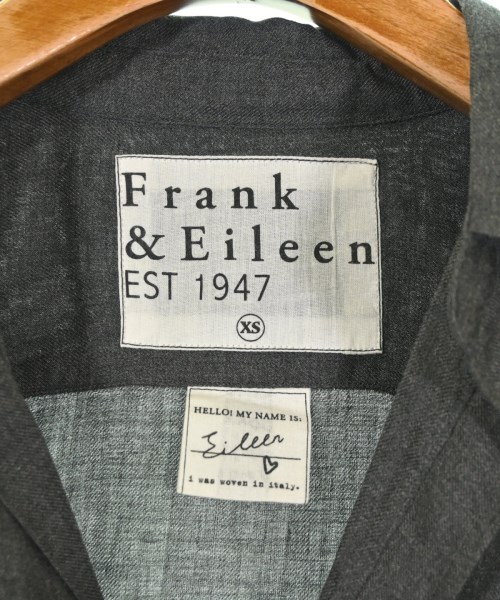 Frank
& Eileen
EST 1947
XS
HELLO! MY NAME IS:
Eileen
i was woven in italy.